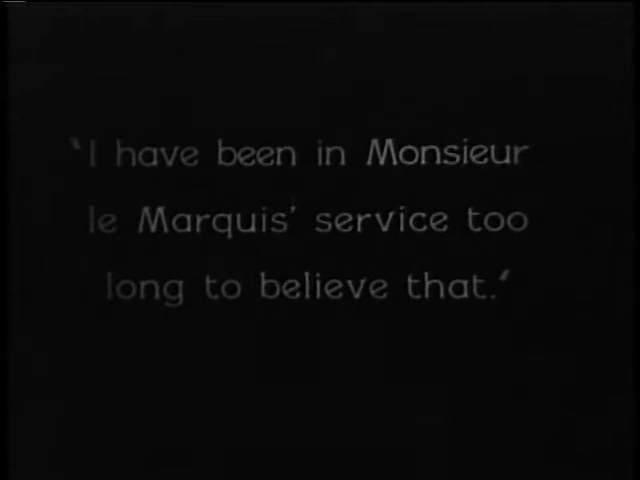 "I have been in Monsieur
le Marquis' service too
long to believe that."